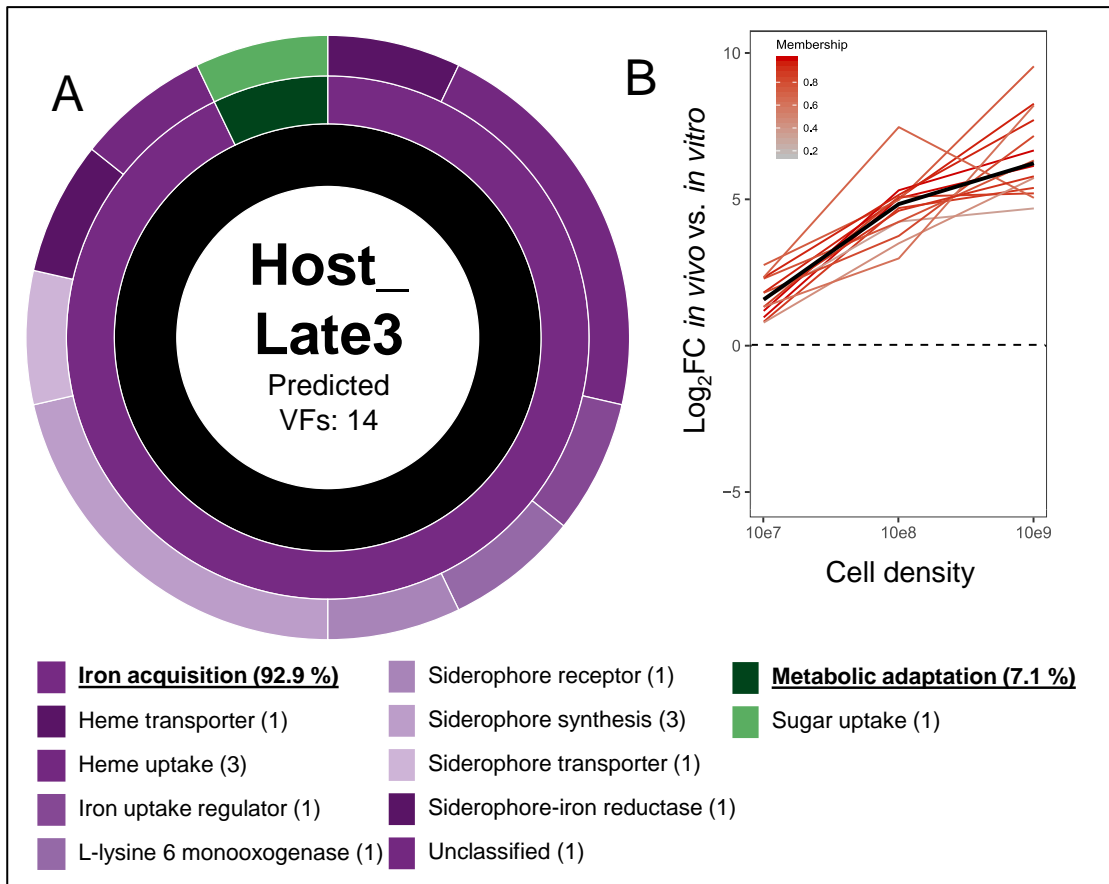 A
Host_
Late3
Predicted
VFs: 14
B
Membership
0.8
0.6
0.4
0.2
10
5
0
−5
Log₂FC in vivo vs. in vitro
10e7
10e8
10e9
Cell density
Iron acquisition (92.9 %)
Heme transporter (1)
Heme uptake (3)
Iron uptake regulator (1)
L-lysine 6 monooxogenase (1)
Siderophore receptor (1)
Siderophore synthesis (3)
Siderophore transporter (1)
Siderophore-iron reductase (1)
Unclassified (1)
Metabolic adaptation (7.1 %)
Sugar uptake (1)